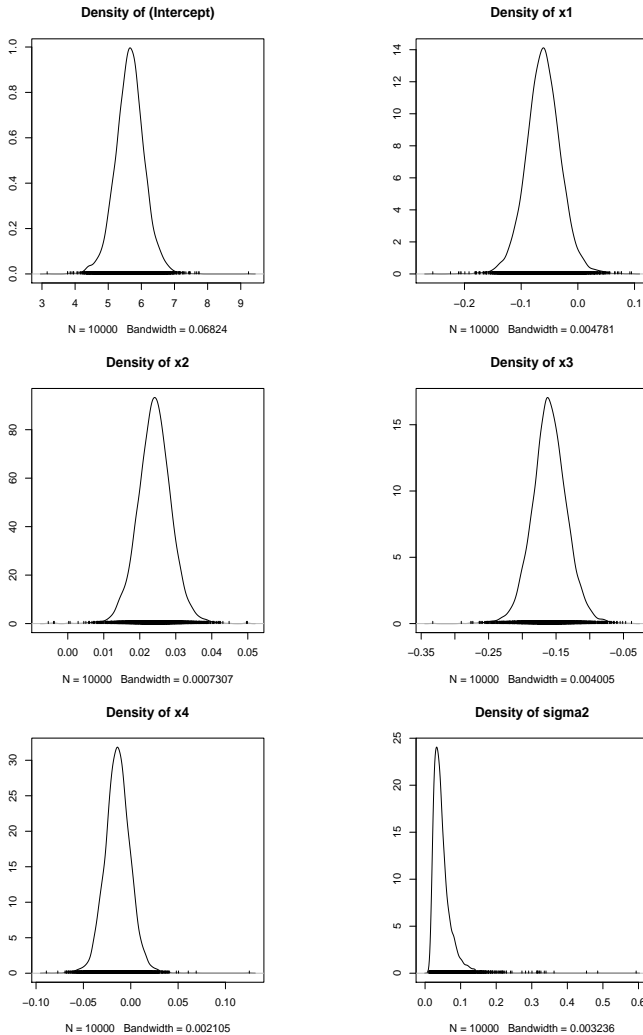 Density of (Intercept)
1.0
0.8
0.6
0.4
0.2
0.0
3 4 5 6 7 8 9
N = 10000 Bandwidth = 0.06824
Density of x1
14
12
10
8
6
4
2
0
−0.2 −0.1 0.0 0.1
N = 10000 Bandwidth = 0.004781
Density of x2
80
60
40
20
0
0.00 0.01 0.02 0.03 0.04 0.05
N = 10000 Bandwidth = 0.0007307
Density of x3
15
10
5
0
−0.35 −0.25 −0.15 −0.05
N = 10000 Bandwidth = 0.004005
Density of x4
30
25
20
15
10
5
0
−0.10 −0.05 0.00 0.05 0.10
N = 10000 Bandwidth = 0.002105
Density of sigma2
25
20
15
10
5
0
0.0 0.1 0.2 0.3 0.4 0.5 0.6
N = 10000 Bandwidth = 0.003236